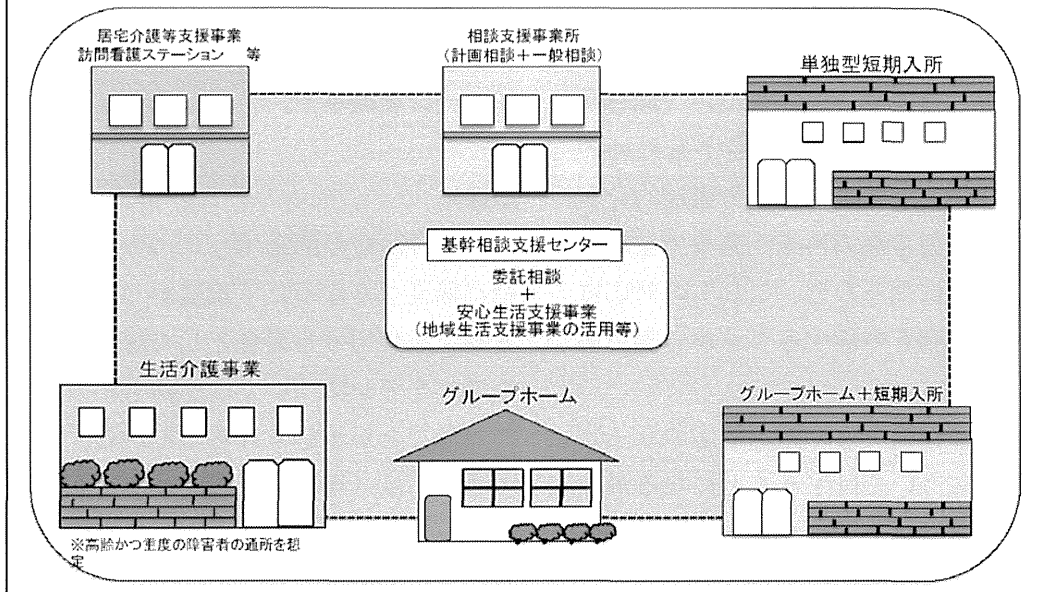 居宅介護等支援事業
訪問看護ステーション　等
相談支援事業所
(計画相談＋一般相談)
単独型短期入所
基幹相談支援センター
委託相談
＋
安心生活支援事業
(地域生活支援事業の活用等)
生活介護事業
グループホーム
グループホーム＋短期入所
※高齢かつ重度の障害者の通所を想
定